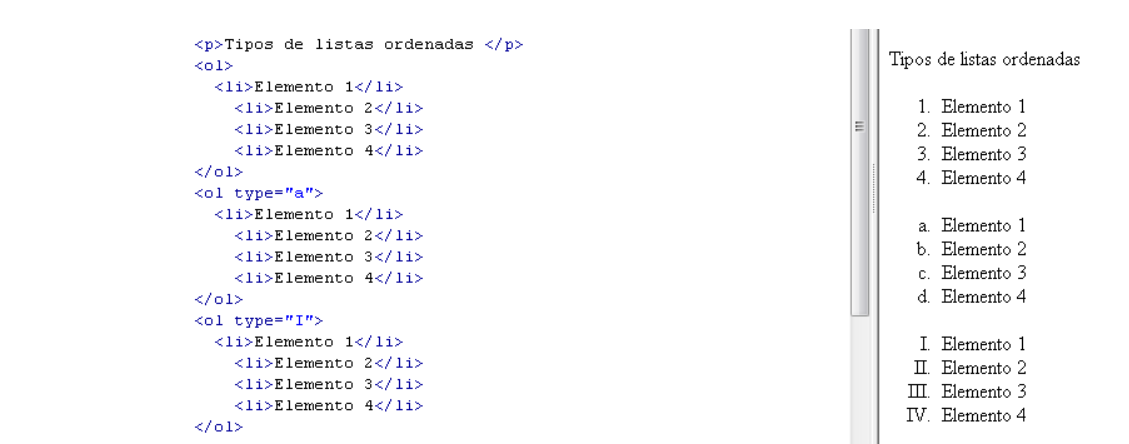 <p>Tipos de listas ordenadas </p>
<ol>
<li>Elemento 1</li>
<li>Elemento 2</li>
<li>Elemento 3</li>
<li>Elemento 4</li>
</ol>
<ol type="a">
<li>Elemento 1</li>
<li>Elemento 2</li>
<li>Elemento 3</li>
<li>Elemento 4</li>
</ol>
<ol type="I">
<li>Elemento 1</li>
<li>Elemento 2</li>
<li>Elemento 3</li>
<li>Elemento 4</li>
</ol>
Tipos de listas ordenadas
1. Elemento 1
2. Elemento 2
3. Elemento 3
4. Elemento 4
a. Elemento 1
b. Elemento 2
c. Elemento 3
d. Elemento 4
I. Elemento 1
II. Elemento 2
III. Elemento 3
IV. Elemento 4